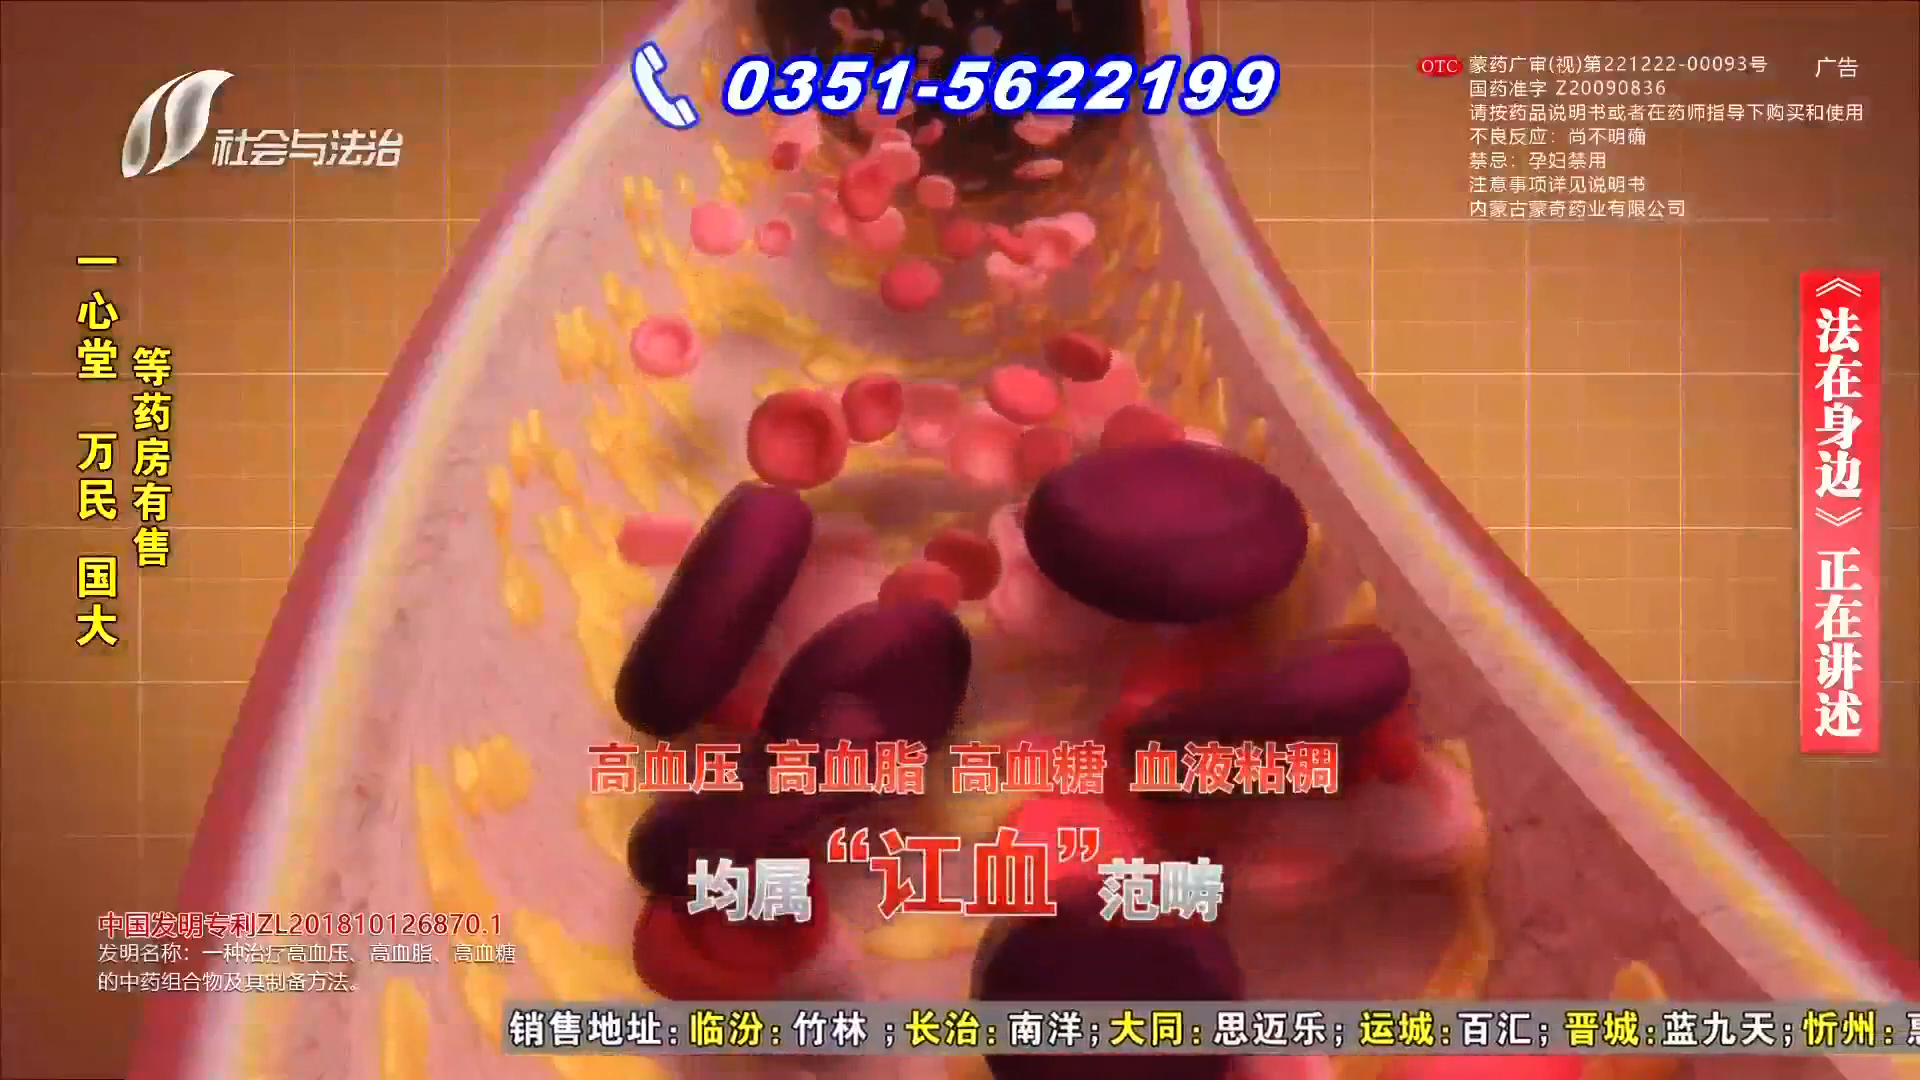 0351-5622199
社会与法治
OTC 蒙药广审(视)第221222-00093号 广告
国药准字 Z20090836
请按药品说明书或者在药师指导下购买和使用
不良反应：尚不明确
禁忌：孕妇禁用
注意事项详见说明书
内蒙古蒙奇药业有限公司
一心堂 万民 国大
等药房有售
《法在身边》正在讲述
高血压 高血脂 高血糖 血液粘稠
均属“讧血”范畴
中国发明专利ZL201810126870.1
发明名称：一种治疗高血压、高血脂、高血糖
的中药组合物及其制备方法。
销售地址:临汾:竹林;长治:南洋;大同:思迈乐;运城:百汇;晋城:蓝九天;忻州: